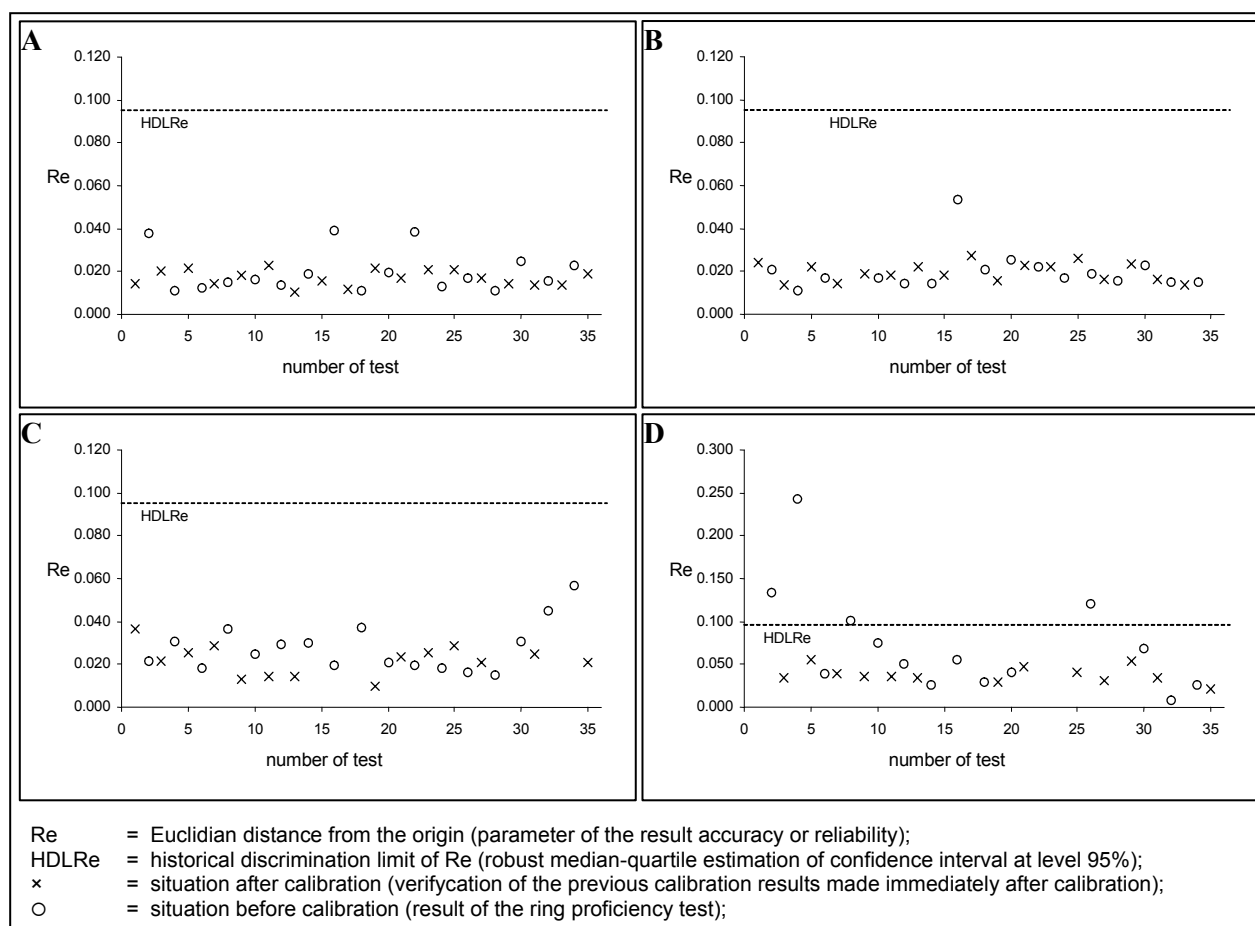 A
0.120
0.100
HDLRe
0.080
Re
0.060
0.040
0.020
0.000
0 5 10 15 20 25 30 35
number of test
B
0.120
0.100
HDLRe
0.080
Re
0.060
0.040
0.020
0.000
0 5 10 15 20 25 30 35
number of test
C
0.120
0.100
HDLRe
0.080
Re
0.060
0.040
0.020
0.000
0 5 10 15 20 25 30 35
number of test
D
0.300
0.250
0.200
Re
0.150
0.100
HDLRe
0.050
0.000
0 5 10 15 20 25 30 35
number of test
Re = Euclidian distance from the origin (parameter of the result accuracy or reliability);
HDLRe = historical discrimination limit of Re (robust median-quartile estimation of confidence interval at level 95%);
× = situation after calibration (verifycation of the previous calibration results made immediately after calibration);
O = situation before calibration (result of the ring proficiency test);